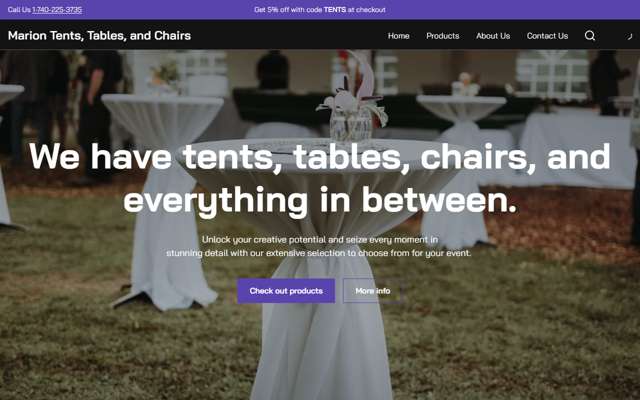 Call Us 1-740-225-3735
Get 5% off with code TENTS at checkout
Marion Tents, Tables, and Chairs
Home
Products
About Us
Contact Us
We have tents, tables, chairs, and
everything in between.
Unlock your creative potential and seize every moment in
stunning detail with our extensive selection to choose from for your event.
Check out products
More info